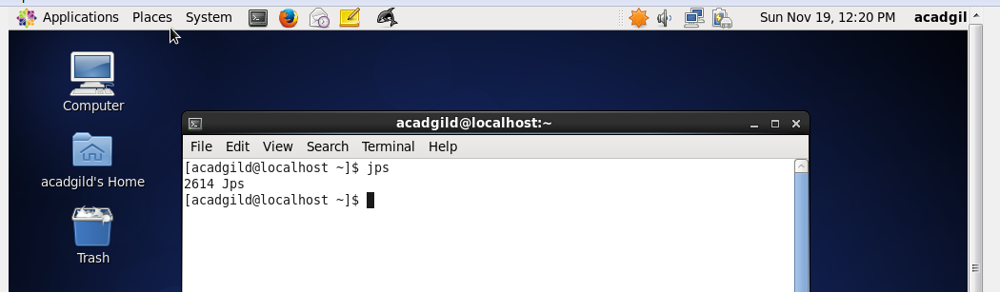 Applications Places System Sun Nov 19, 12:20 PM acadgil
Computer
acadgild's Home
Trash
acadgild@localhost:~
File Edit View Search Terminal Help
[acadgild@localhost ~]$ jps
2614 Jps
[acadgild@localhost ~]$